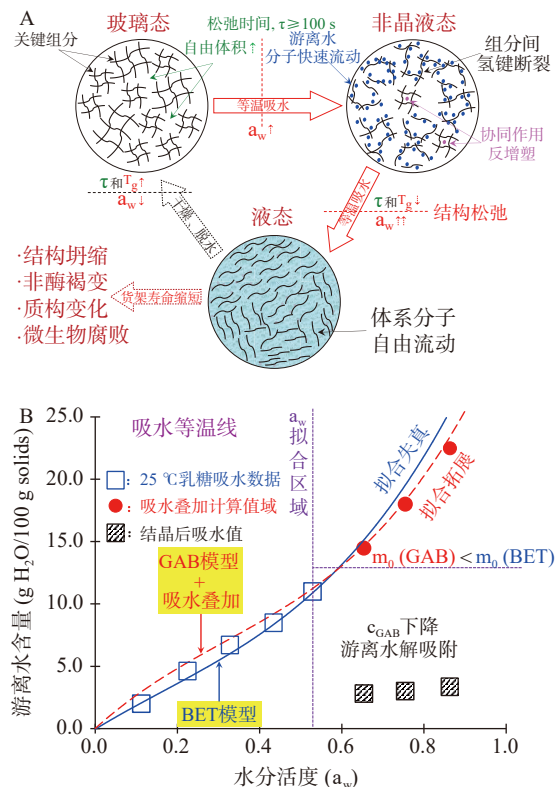 A
玻璃态
松弛时间, τ≥100 s
非晶液态
关键组分
自由体积↑
游离水
分子快速流动
组分间
氢键断裂
等温吸水
a_w↑
协同作用
反增塑
τ和T_g↑
a_w↓
干燥、脱水
等温吸水
τ和T_g↓
a_w↑↑
结构松弛
液态
·结构坍缩
·非酶褐变
·质构变化
·微生物腐败
货架寿命缩短
体系分子
自由流动
B
25.0
20.0
15.0
10.0
5.0
0.0
游离水含量 (g H₂O/100 g solids)
吸水等温线
a_w拟合区域
拟合失真
拟合拓展
: 25 ℃乳糖吸水数据
: 吸水叠加计算值域
: 结晶后吸水值
GAB模型
+
吸水叠加
m₀ (GAB) < m₀ (BET)
BET模型
c_GAB下降
游离水解吸附
0.0 0.2 0.4 0.6 0.8 1.0
水分活度 (a_w)